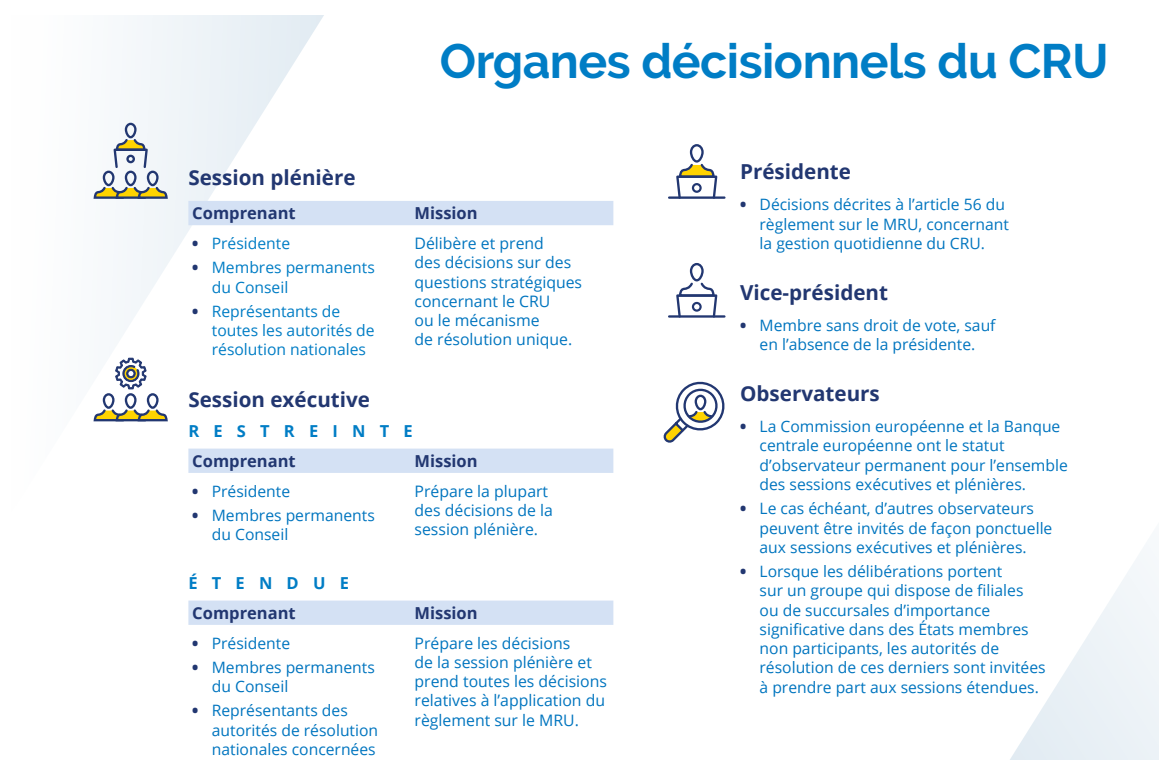 Organes décisionnels du CRU
Session plénière
Comprenant Mission
• Présidente
• Membres permanents
du Conseil
• Représentants de
toutes les autorités de
résolution nationales
Délibère et prend
des décisions sur des
questions stratégiques
concernant le CRU
ou le mécanisme
de résolution unique.
Session exécutive
RESTREINTE
Comprenant Mission
• Présidente
• Membres permanents
du Conseil
Prépare la plupart
des décisions de la
session plénière.
ÉTENDUE
Comprenant Mission
• Présidente
• Membres permanents
du Conseil
• Représentants des
autorités de résolution
nationales concernées
Prépare les décisions
de la session plénière et
prend toutes les décisions
relatives à l’application du
règlement sur le MRU.
Présidente
• Décisions décrites à l’article 56 du
règlement sur le MRU, concernant
la gestion quotidienne du CRU.
Vice-président
• Membre sans droit de vote, sauf
en l’absence de la présidente.
Observateurs
• La Commission européenne et la Banque
centrale européenne ont le statut
d’observateur permanent pour l’ensemble
des sessions exécutives et plénières.
• Le cas échéant, d’autres observateurs
peuvent être invités de façon ponctuelle
aux sessions exécutives et plénières.
• Lorsque les délibérations portent
sur un groupe qui dispose de filiales
ou de succursales d’importance
significative dans des États membres
non participants, les autorités de
résolution de ces derniers sont invitées
à prendre part aux sessions étendues.